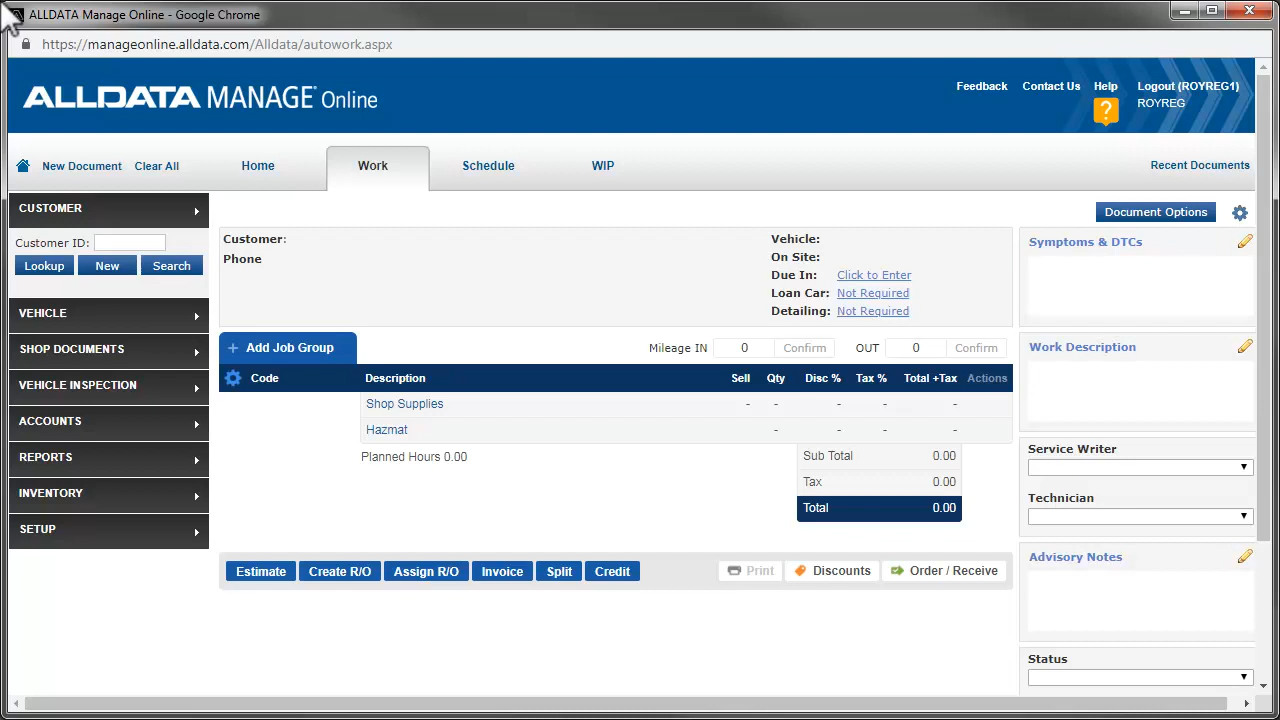 ALLDATA Manage Online - Google Chrome
https://manageonline.alldata.com/Alldata/autowork.aspx
ALLDATA MANAGE® Online
Feedback Contact Us Help Logout (ROYREG1)
ROYREG
?
New Document Clear All Home Work Schedule WIP Recent Documents
CUSTOMER
Document Options
Customer ID:
Lookup New Search
Customer:
Phone
Vehicle:
On Site:
Due In: Click to Enter
Loan Car: Not Required
Detailing: Not Required
Symptoms & DTCs
VEHICLE
SHOP DOCUMENTS
VEHICLE INSPECTION
ACCOUNTS
REPORTS
INVENTORY
SETUP
+ Add Job Group Mileage IN 0 Confirm OUT 0 Confirm
Code Description Sell Qty Disc % Tax % Total +Tax Actions
Shop Supplies - - - - -
Hazmat - - - -
Planned Hours 0.00
Sub Total 0.00
Tax 0.00
Total 0.00
Estimate Create R/O Assign R/O Invoice Split Credit Print Discounts Order / Receive
Work Description
Service Writer
Technician
Advisory Notes
Status